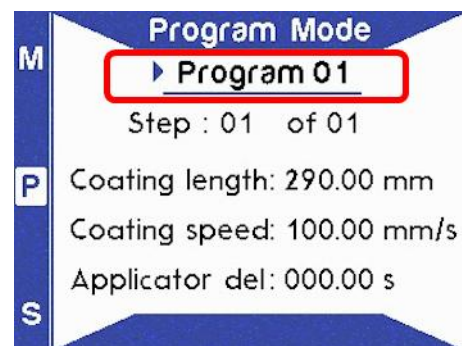 Program Mode
M
Program 01
Step : 01 of 01
P
Coating length: 290.00 mm
Coating speed: 100.00 mm/s
Applicator del: 000.00 s
S